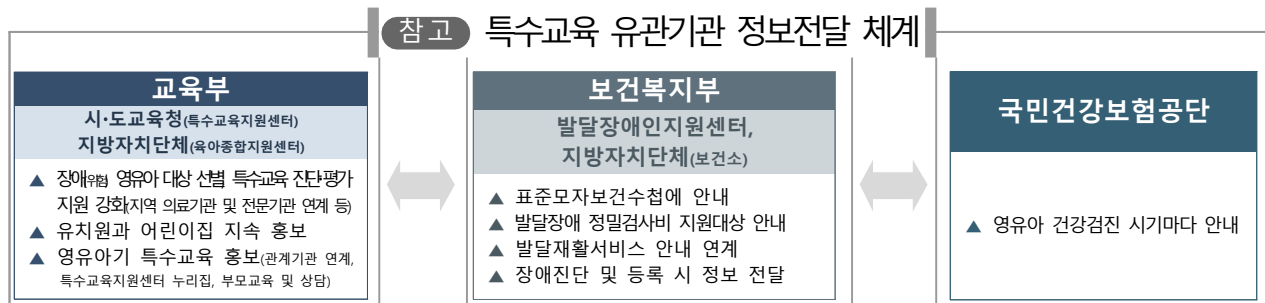 참고 특수교육 유관기관 정보전달 체계
교육부
시·도교육청(특수교육지원센터)
지방자치단체(육아종합지원센터)
▲ 장애위험 영유아 대상 선별, 특수교육 진단·평가
지원 강화(지역 의료기관 및 전문기관 연계 등)
▲ 유치원과 어린이집 지속 홍보
▲ 영유아기 특수교육 홍보(관계기관 연계,
특수교육지원센터 누리집, 부모교육 및 상담)
보건복지부
발달장애인지원센터,
지방자치단체(보건소)
▲ 표준모자보건수첩에 안내
▲ 발달장애 정밀검사비 지원대상 안내
▲ 발달재활서비스 안내 연계
▲ 장애진단 및 등록 시 정보 전달
국민건강보험공단
▲ 영유아 건강검진 시기마다 안내